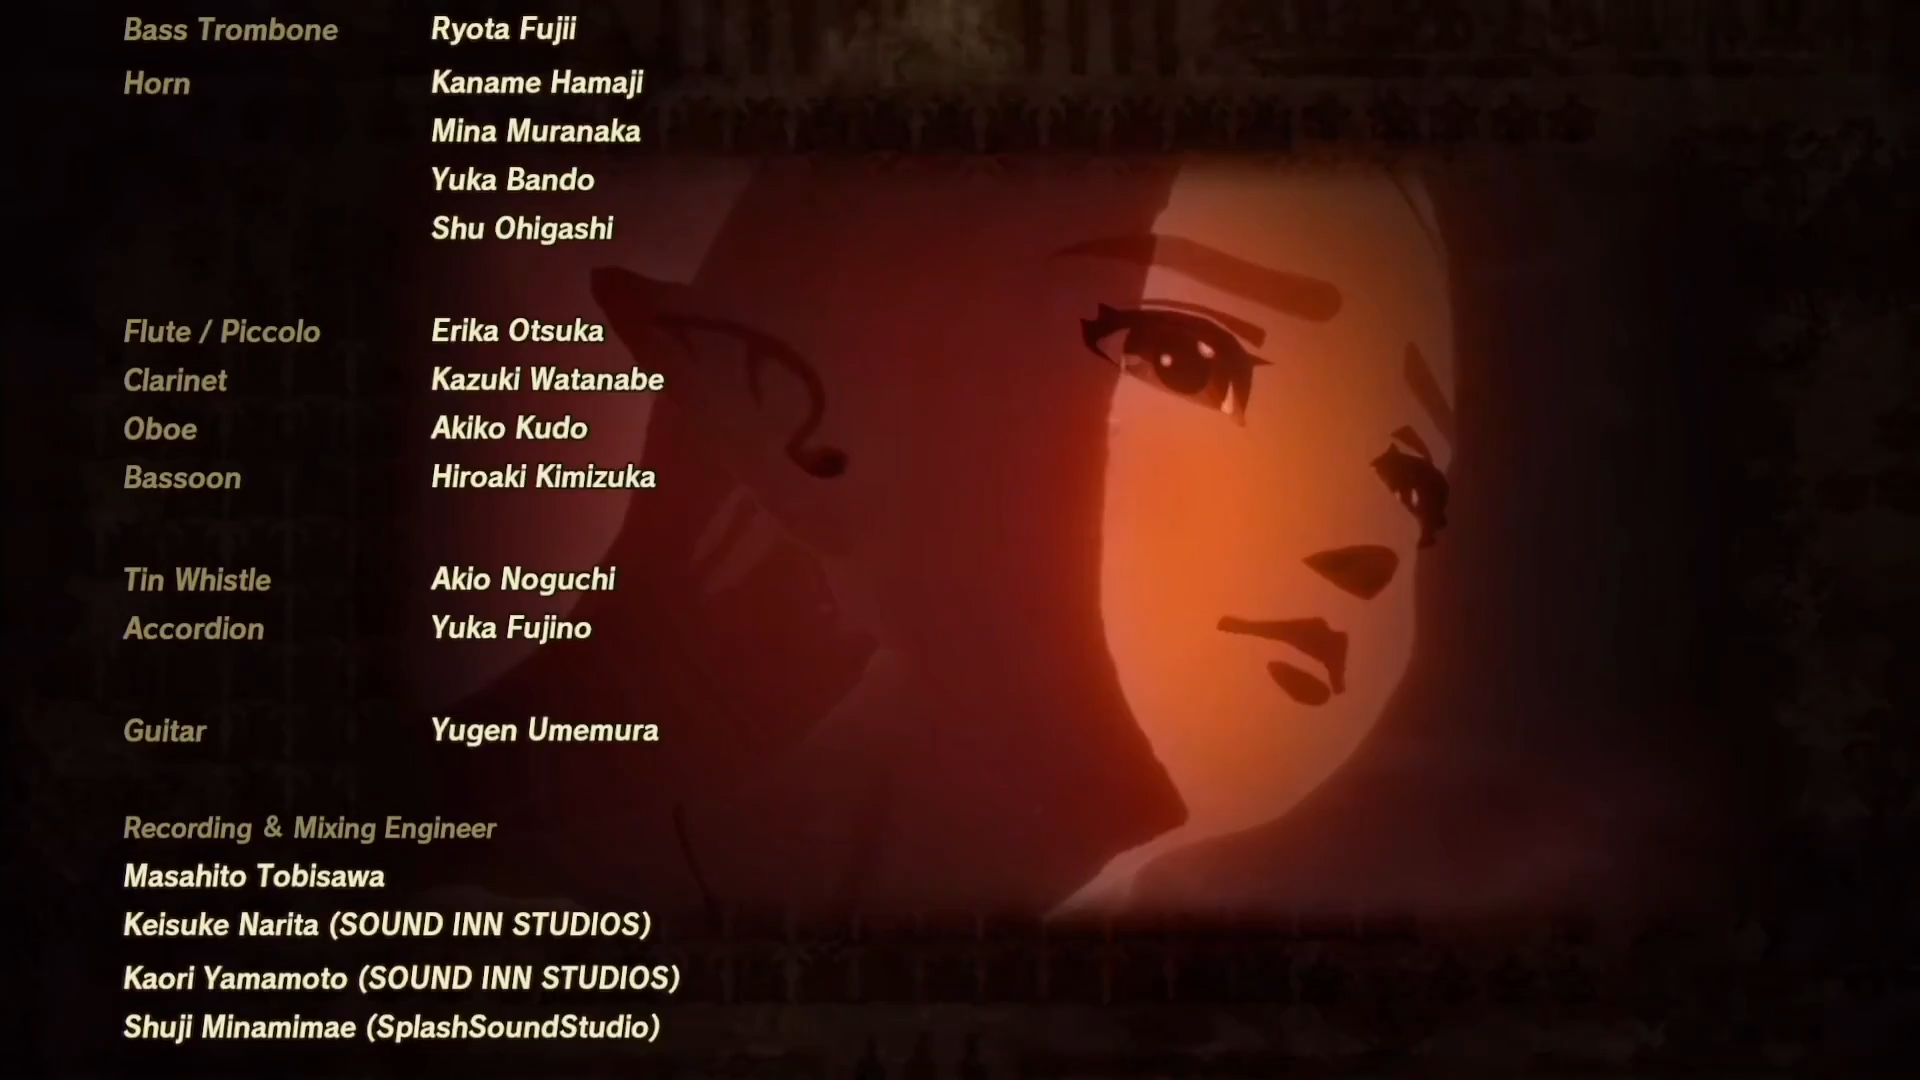 Bass Trombone Ryota Fujii
Horn Kaname Hamaji
Mina Muranaka
Yuka Bando
Shu Ohigashi
Flute / Piccolo Erika Otsuka
Clarinet Kazuki Watanabe
Oboe Akiko Kudo
Bassoon Hiroaki Kimizuka
Tin Whistle Akio Noguchi
Accordion Yuka Fujino
Guitar Yugen Umemura
Recording & Mixing Engineer
Masahito Tobisawa
Keisuke Narita (SOUND INN STUDIOS)
Kaori Yamamoto (SOUND INN STUDIOS)
Shuji Minamimae (SplashSoundStudio)